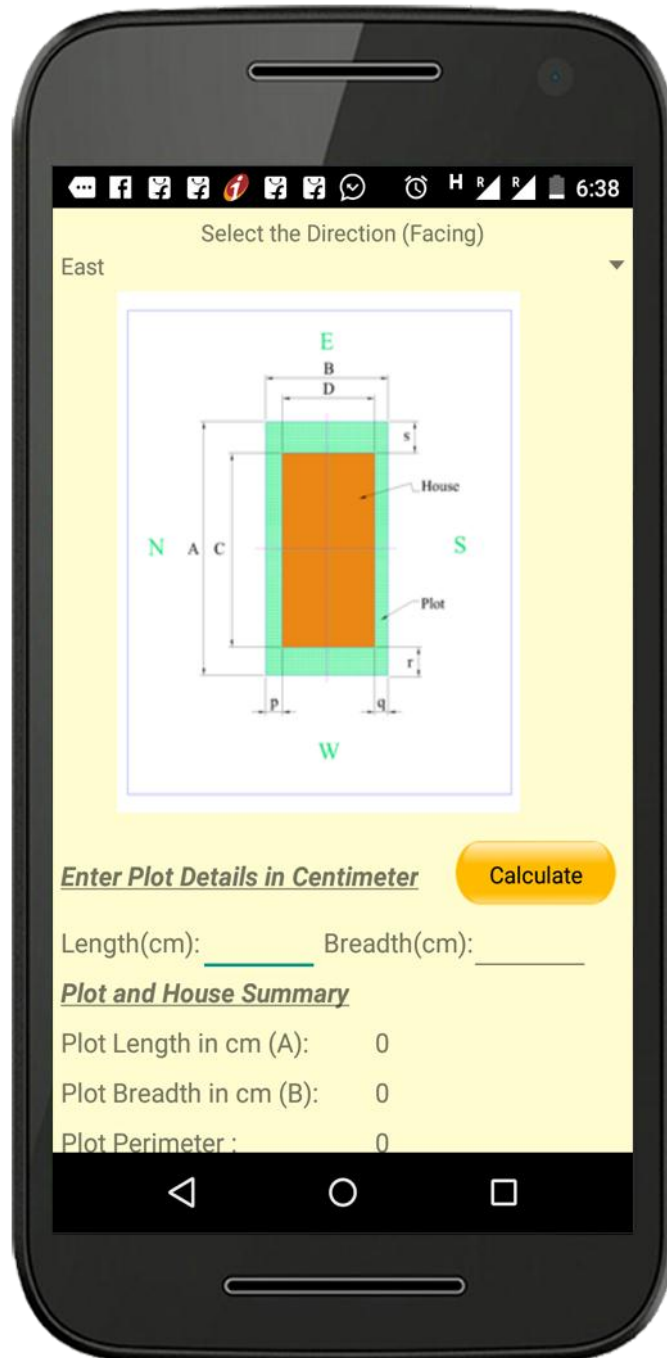 H R R 6:38
Select the Direction (Facing)
East
E
B
D
s
House
N A C S
Plot
r
p q
W
Enter Plot Details in Centimeter Calculate
Length(cm): Breadth(cm):
Plot and House Summary
Plot Length in cm (A): 0
Plot Breadth in cm (B): 0
Plot Perimeter : 0